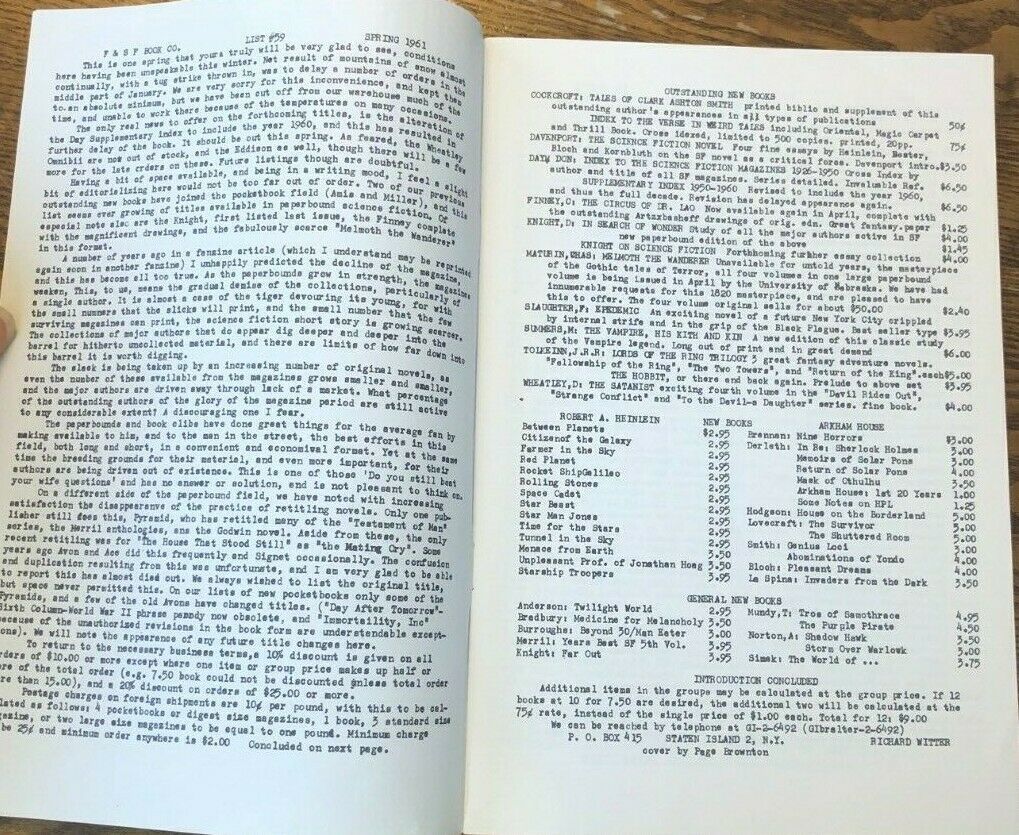 F & S F BOOK CO. LIST #59 SPRING 1961
This is one spring that yours truly will be very glad to see, conditions
here having been unspeakable this winter. Net result of mountains of snow almost
continually, with a tug strike thrown in, was to delay a number of orders in the
middle part of January. We are very sorry for this inconvenience, and kept then
to.an absolute minimum, but we have been cut off from our warehouse much of the
time, and unable to work there because of the temperatures on many occasions.
The only real news to offer on the forthcoming titles, is the alteration of
the Day Supplementary Index to include the year 1960, and this has resulted in
further delay of the book. It should be out this spring. As feared, the Wheatley
Omnibii are now out of stock, and the Eddison as well, though there will be a few
more for the late orders on these. Future listings though are doubtful.
Having a bit of space available, and being in a writing mood, I feel a slight
bit of editorializing here would not be too far out of order. Two of our previous
outstanding new books have joined the pocketbook field (Amis and Miller), and this
list seems ever growing of titles available in paperbound science fiction. Of
especial note also are the Knight, first listed last issue, the Finney complete
with the magnificent drawings, and the fabulously scarce "Melmoth the Wanderer"
in this format.
A number of years ago in a fanzine article (which I understand may be reprinted
again soon in another fanzine) I unhappily predicted the decline of the magazine,
and this has become all too true. As the paperbounds grow in strength, the magazines
weaken, This, to us, means the gradual demise of the collections, particularly of
a single author. It is almost a case of the tiger devouring its young, for with
the small numners that the slicks will print, and the small number that the few
surviving magazines can print, the science fiction short story is growing scarcer.
The collections of major authors that do appear dig deeper and deeper into the
barrel for hitherto uncollected material, and there are limits of how far down into
this barrel it is worth digging.
The slack is being taken up by an increasing number of original novels, as
even the number of these available from the magazines grows smaller and smaller,
and the major authors are driven away through lack of a market. What percentage
of the outstanding authors of the glory of the magazine period are still active
to any considerable extent? A discouraging one I fear.
The paperbounds and book clibs have done great things for the average fan by
making available to him, and to the man in the street, the best efforts in this
field, both long and short, in a convenient and economical format. Yet at the same
time the breeding grounds for their material, and even more important, for their
authors are being driven out of existence. This is one of those 'Do you still beat
your wife questions' and has no answer or solution, and is not pleasant to think on.
On a different side of the paperbound field, we have noted with increasing
satisfaction the disappearance of the practice of retitling novels. Only one pub-
lisher still foes this, Pyramid, who has retitled many of the "Testament of Man"
series, the Merril anthologies, ans the Godwin novel. Aside from these, the only
recent retitling was for "The House That Stood Still" as "the Mating Cry". Some
years ago Avon and Ace did this frequently and Signet occasionally. The confusion
and duplication resulting from this was unfortunate, and I am very glad to be able
to report this has almost died out. We always wished to list the original title,
but space never permitted this. On our lists of new pocketbooks only some of the
Pyramids, and a few of the old Avons have changed titles. ("Day After Tomorrow"-
Sixth Column-World War II phrase pamndy now obsolete, and "Immortaility, Inc"
because of the unauthorized revisions in the book form are understendable except-
ons). We will note the appearance of any future title changes here.
To return to the necessary business terms,a 10% discount is given on all
rders of $10.00 or more except where one item or group price makes up half or
ore of the total order (e.g. 7.50 book could not be discounted unless total order
re than 15.00), and a 20% discount on orders of $25.00 or more.
Postage charges on foreign shipments are 10¢ per pound, with this to be cal-
lated as follows; 4 pocketbooks or digest size magazines, 1 book, 3 standard size
gazine, or two large size magazines to be equal to one pound. Minimum charge
be 25¢ and minimum order anywhere is $2.00 Concluded on next page.
OUTSTANDING NEW BOOKS
COCKCROFT: TALES OF CLARK ASHTON SMITH printed biblio and supplement of this
outstanding author's appearances in all types of publications 50¢
INDEX TO THE VERSE IN WEIRD TALES including Oriental, Magic Carpet
and Thrill Book. Cross idexed, limited to 500 copies. printed, 20pp. 75¢
DAVENPORT: THE SCIENCE FICTION NOVEL Four fine essays by Heinlein, Bester,
Bloch and Kornbluth on the SF novel as a critical force. Davenport intro.$3.50
DAY, DON: INDEX TO THE SCIENCE FICTION MAGAZINES 1926-1950 Cross Index by
author and title of all SF magazines. Series detailed. Invaluable Ref. $6.50
SUPPLEMENTARY INDEX 1950-1960 Revised to include the year 1960,
and thus the full decade. Revision has delayed appearance again. $6.50
FINNEY,C: THE CIRCUS OF DR. LAO Now available again in April, complete with
the outstanding Artzybasheff drawings of orig. edn. Great fantasy.paper $1.25
KNIGHT,D: IN SEARCH OF WONDER Study of all the major authors active in SF $4.00
new paperbound edition of the above $1.45
KNIGHT ON SCIENCE FICTION Forthcoming further essay collection $4.00
MATURIN,CHAS: MELMOTH THE WANDERER Unavailable for untold years, the masterpiece
of the Gothic tales of Terror, all four volumes in one large paperbound
volume is being issued in April by the University of Nebraska. We have had
innumerable requests for this 1820 masterpiece, and are pleased to have
this to offer. The four volume original sells for about $50.00 $2.40
SLAUGHTER,F: EPIDEMIC An exciting novel of a future New York City crippled
by internal strife and in the grip of the Black Plague. Best seller type $3.95
SUMMERS,M: THE VAMPIRE, HIS KITH AND KIN A new edition of this classic study
of the Vampire legend. Long out of print and in great demand $6.00
TOLKEINN,J.R.R: LORDS OF THE RING TRILOGY 3 great fantasy adventure novels.
"Fellowship of the Ring", "The Two Towers", and "Return of the King".each$5.00
THE HOBBIT, or there and back again. Prelude to above set $3.95
WHEATLEY,D: THE SATANIST exciting fourth volume in the "Devil Rides Out",
"Strange Conflict" and "To the Devil-a Daughter" series. fine book. $4.00
ROBERT A. HEINLEIN NEW BOOKS ARKHAM HOUSE
Between Planets $2.95 Brennan: Nine Horrors $3.00
Citizenof the Galaxy 2.95 Derleth: In Re: Sherlock Holmes 3.00
Farmer in the Sky 2.95 Memoirs of Solar Pons 3.00
Red Planet 2.95 Return of Solar Pons 4.00
Rocket ShipGalileo 2.95 Mask of Cthulhu 3.50
Rolling Stones 2.95 Arkham House: 1st 20 Years 1.00
Space Cadet 2.95 Some Notes on HPL 1.25
Star Beast 2.95 Hodgson: House on the Borderland 5.00
Star Man Jones 2.95 Lovecraft: The Survivor 5.00
Time for the Stars 2.95 The Shuttered Room 5.00
Tunnel in the Sky 2.95 Smith: Genius Loci 3.00
Menace from Earth 3.50 Abominations of Yondo 4.00
Unpleasant Prof. of Jonathan Hoag 3.50 Blooh: Pleasant Dreams 4.00
Starship Troopers 3.95 La Spina: Invaders from the Dark 3.50
GENERAL NEW BOOKS
Anderson: Twilight World 2.95 Mundy,T: Tros of Samothrace 4.95
Bradbury: Medicine for Melancholy 3.50 The Purple Pirate 4.50
Burroughs: Beyond 30/Man Eater 3.00 Norton,A: Shadow Hawk 3.50
Merril: Years Best SF 5th Vol. 3.95 Storm Over Warlowk 3.00
Knight: Far Out 3.95 Simak: The World of ... 3.75
INTRODUCTION CONCLUDED
Additional items in the groups may be calculated at the group price. If 12
books at 10 for 7.50 are desired, the additional two will be calculated at the
75¢ rate, instead of the single price of $1.00 each. Total for 12: $9.00
We can be reached by telephone at GI-2-6492 (GIbralter-2-6492)
P. O. BOX 415 STATEN ISLAND 2, N.Y. RICHARD WITTER
cover by Page Brownton